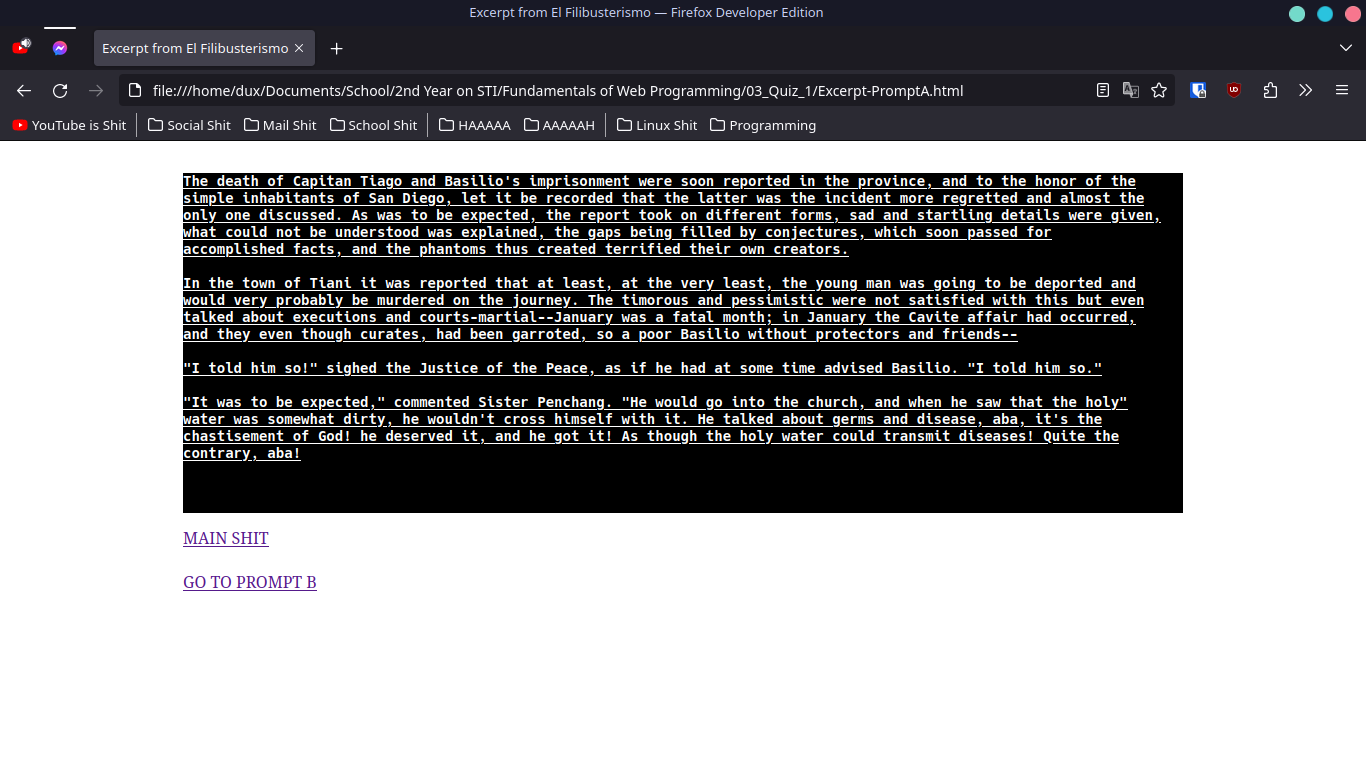 Excerpt from El Filibusterismo — Firefox Developer Edition
Excerpt from El Filibusterismo
file:///home/dux/Documents/School/2nd Year on STI/Fundamentals of Web Programming/03_Quiz_1/Excerpt-PromptA.html
YouTube is Shit Social Shit Mail Shit School Shit HAAAAA AAAAAH Linux Shit Programming
The death of Capitan Tiago and Basilio's imprisonment were soon reported in the province, and to the honor of the
simple inhabitants of San Diego, let it be recorded that the latter was the incident more regretted and almost the
only one discussed. As was to be expected, the report took on different forms, sad and startling details were given,
what could not be understood was explained, the gaps being filled by conjectures, which soon passed for
accomplished facts, and the phantoms thus created terrified their own creators.
In the town of Tiani it was reported that at least, at the very least, the young man was going to be deported and
would very probably be murdered on the journey. The timorous and pessimistic were not satisfied with this but even
talked about executions and courts-martial--January was a fatal month; in January the Cavite affair had occurred,
and they even though curates, had been garroted, so a poor Basilio without protectors and friends--
"I told him so!" sighed the Justice of the Peace, as if he had at some time advised Basilio. "I told him so."
"It was to be expected," commented Sister Penchang. "He would go into the church, and when he saw that the holy"
water was somewhat dirty, he wouldn't cross himself with it. He talked about germs and disease, aba, it's the
chastisement of God! he deserved it, and he got it! As though the holy water could transmit diseases! Quite the
contrary, aba!
MAIN SHIT
GO TO PROMPT B